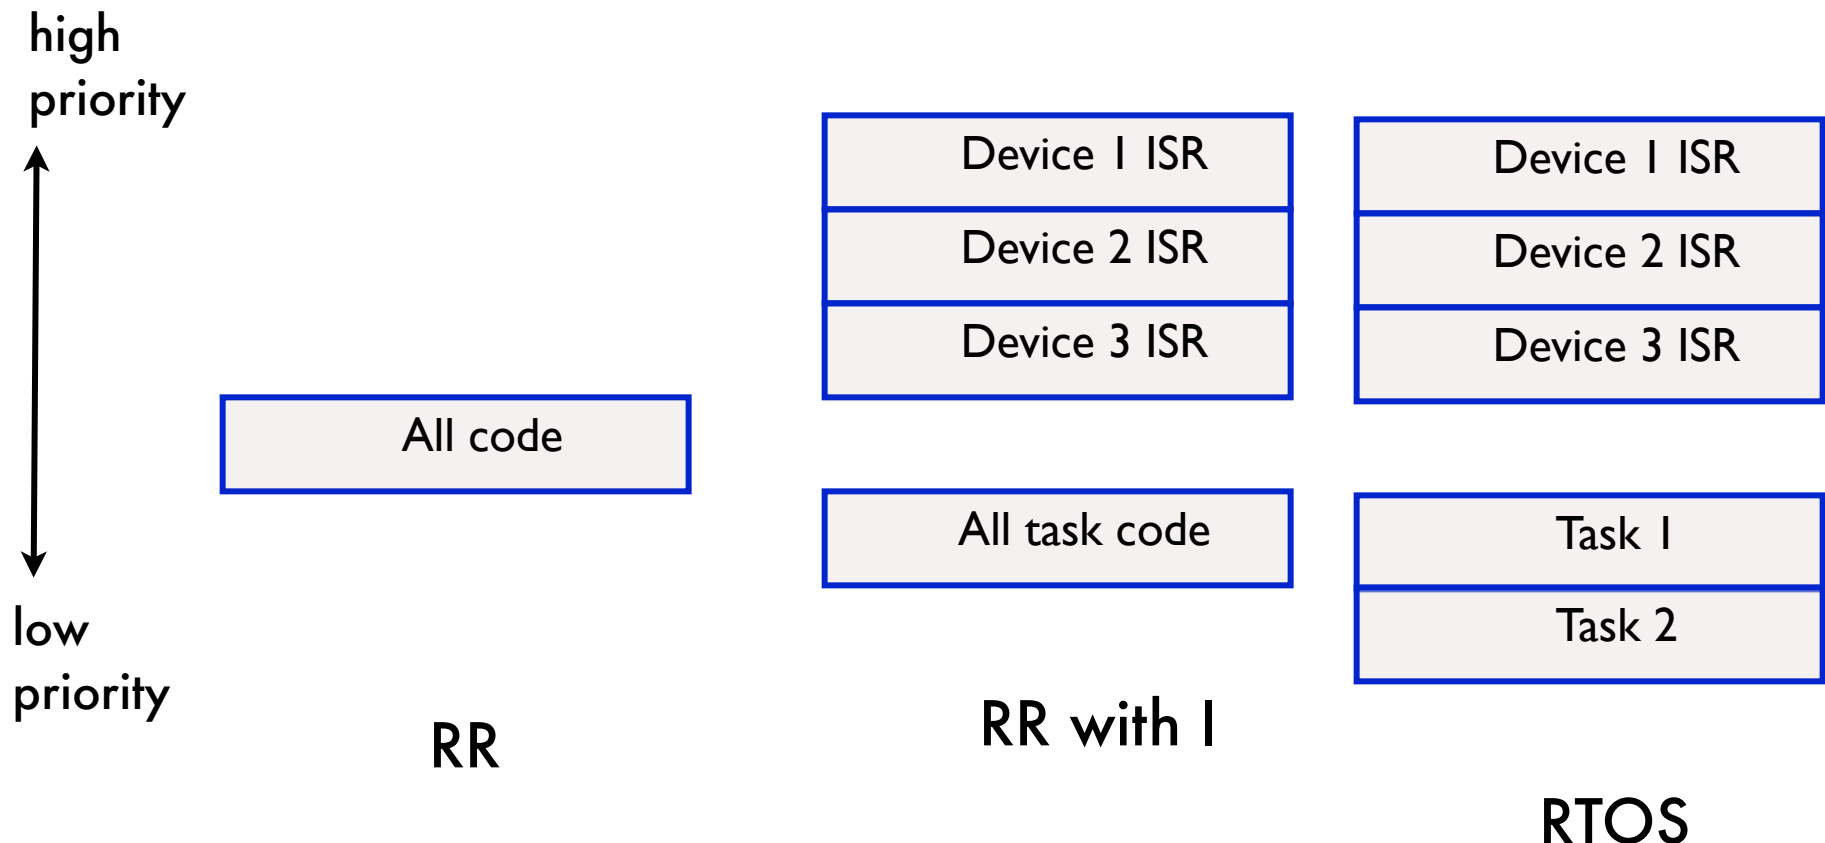 high
priority
low
priority
All code
RR
Device 1 ISR
Device 2 ISR
Device 3 ISR
All task code
RR with I
Device 1 ISR
Device 2 ISR
Device 3 ISR
Task 1
Task 2
RTOS